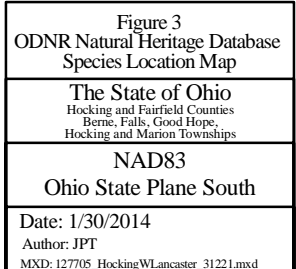 Figure 3
ODNR Natural Heritage Database
Species Location Map
The State of Ohio
Hocking and Fairfield Counties
Berne, Falls, Good Hope,
Hocking and Marion Townships
NAD83
Ohio State Plane South
Date: 1/30/2014
Author: JPT
MXD: 127705_HockingWLancaster_31221.mxd